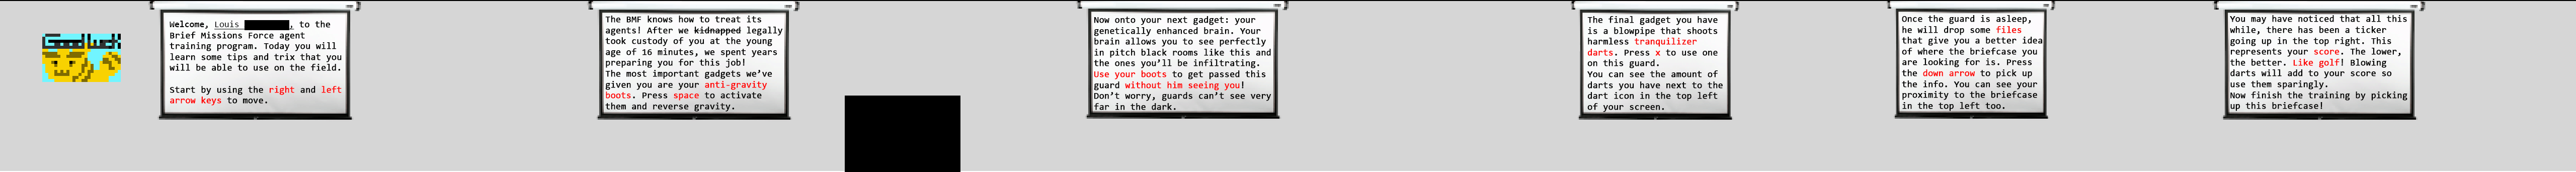 Good Luck
Welcome, Louis , to the
Brief Missions Force agent
training program. Today you will
learn some tips and trix that you
will be able to use on the field.
Start by using the right and left
arrow keys to move.
The BMF knows how to treat its
agents! After we kidnapped legally
took custody of you at the young
age of 16 minutes, we spent years
preparing you for this job!
The most important gadgets we've
given you are your anti-gravity
boots. Press space to activate
them and reverse gravity.
Now onto your next gadget: your
genetically enhanced brain. Your
brain allows you to see perfectly
in pitch black rooms like this and
the ones you'll be infiltrating.
Use your boots to get passed this
guard without him seeing you!
Don't worry, guards can't see very
far in the dark.
The final gadget you have
is a blowpipe that shoots
harmless tranquilizer
darts. Press x to use one
on this guard.
You can see the amount of
darts you have next to the
dart icon in the top left
of your screen.
Once the guard is asleep,
he will drop some files
that give you a better idea
of where the briefcase you
are looking for is. Press
the down arrow to pick up
the info. You can see your
proximity to the briefcase
in the top left too.
You may have noticed that all this
while, there has been a ticker
going up in the top right. This
represents your score. The lower,
the better. Like golf! Blowing
darts will add to your score so
use them sparingly.
Now finish the training by picking
up this briefcase!